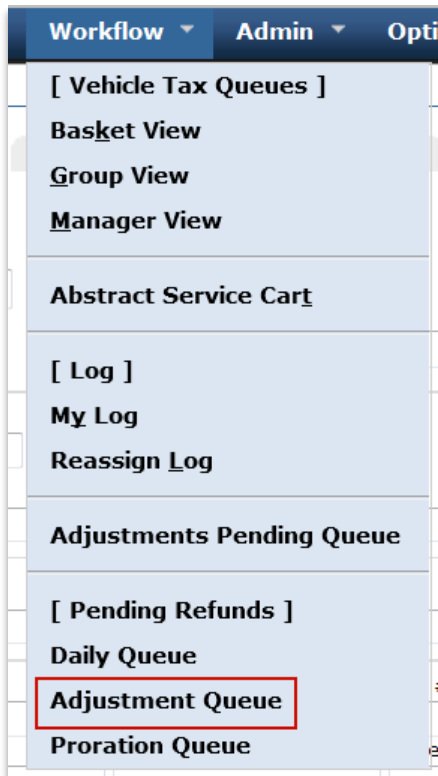 Workflow Admin Opti
[ Vehicle Tax Queues ]
Basket View
Group View
Manager View
Abstract Service Cart
[ Log ]
My Log
Reassign Log
Adjustments Pending Queue
[ Pending Refunds ]
Daily Queue
Adjustment Queue
Proration Queue